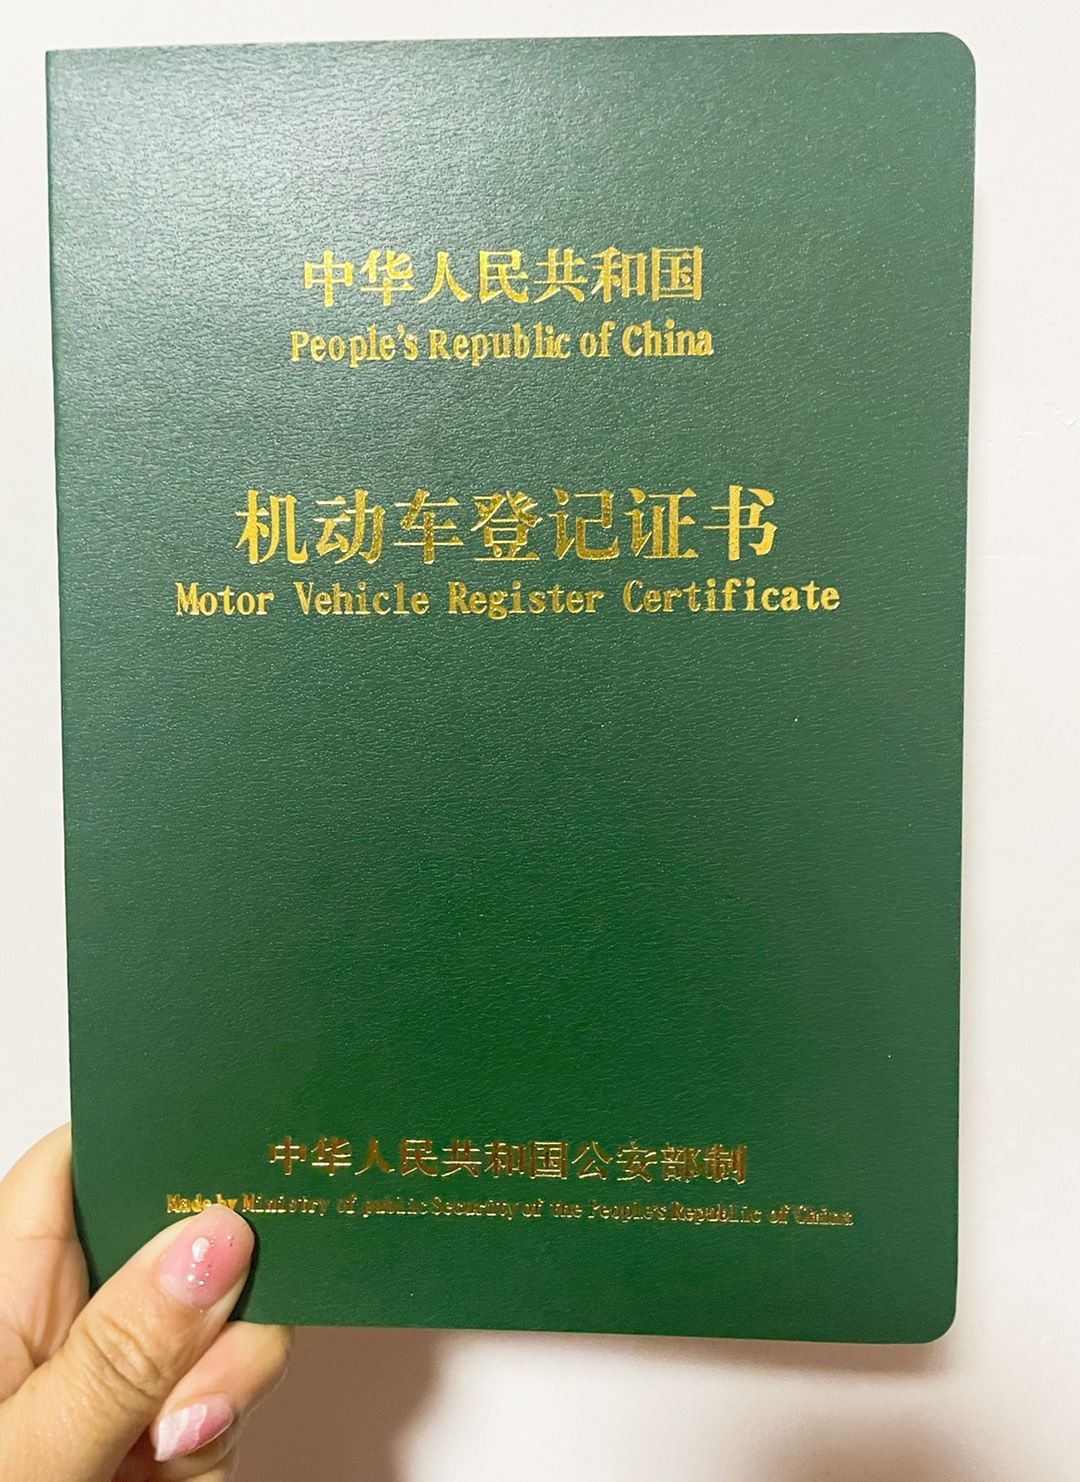 中华人民共和国
People's Republic of China
机动车登记证书
Motor Vehicle Register Certificate
中华人民共和国公安部制
Made by Ministry of public Security of the People's Republic of China